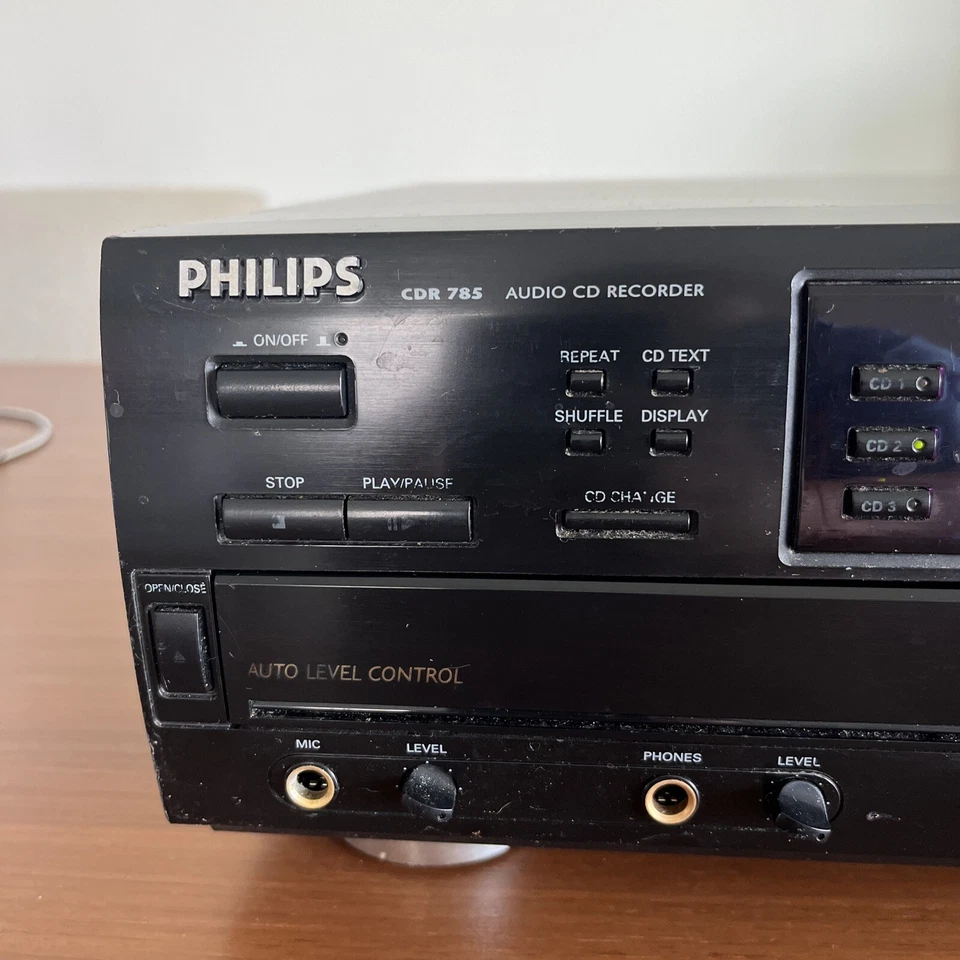 PHILIPS
CDR 785 AUDIO CD RECORDER
ON/OFF
REPEAT CD TEXT
CD 1
SHUFFLE DISPLAY
CD 2
STOP PLAY/PAUSE
CD CHANGE
CD 3
OPEN/CLOSE
AUTO LEVEL CONTROL
MIC LEVEL
PHONES LEVEL